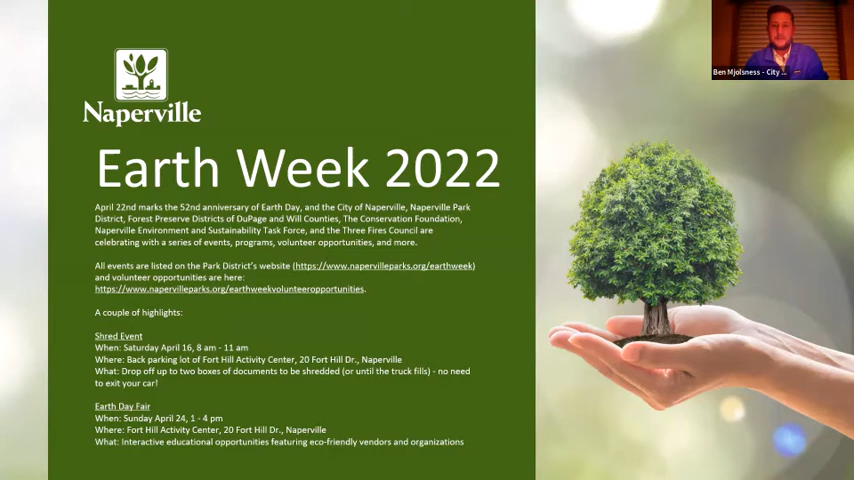 Naperville
Earth Week 2022
April 22nd marks the 52nd anniversary of Earth Day, and the City of Naperville, Naperville Park
District, Forest Preserve Districts of DuPage and Will Counties, The Conservation Foundation,
Naperville Environment and Sustainability Task Force, and the Three Fires Council are
celebrating with a series of events, programs, volunteer opportunities, and more.
All events are listed on the Park District's website (https://www.napervilleparks.org/earthweek)
and volunteer opportunities are here:
https://www.napervilleparks.org/earthweekvolunteeropportunities.
A couple of highlights:
Shred Event
When: Saturday April 16, 8 am - 11 am
Where: Back parking lot of Fort Hill Activity Center, 20 Fort Hill Dr., Naperville
What: Drop off up to two boxes of documents to be shredded (or until the truck fills) - no need
to exit your car!
Earth Day Fair
When: Sunday April 24, 1 - 4 pm
Where: Fort Hill Activity Center, 20 Fort Hill Dr., Naperville
What: Interactive educational opportunities featuring eco-friendly vendors and organizations
Ben Mjolsness - City ...